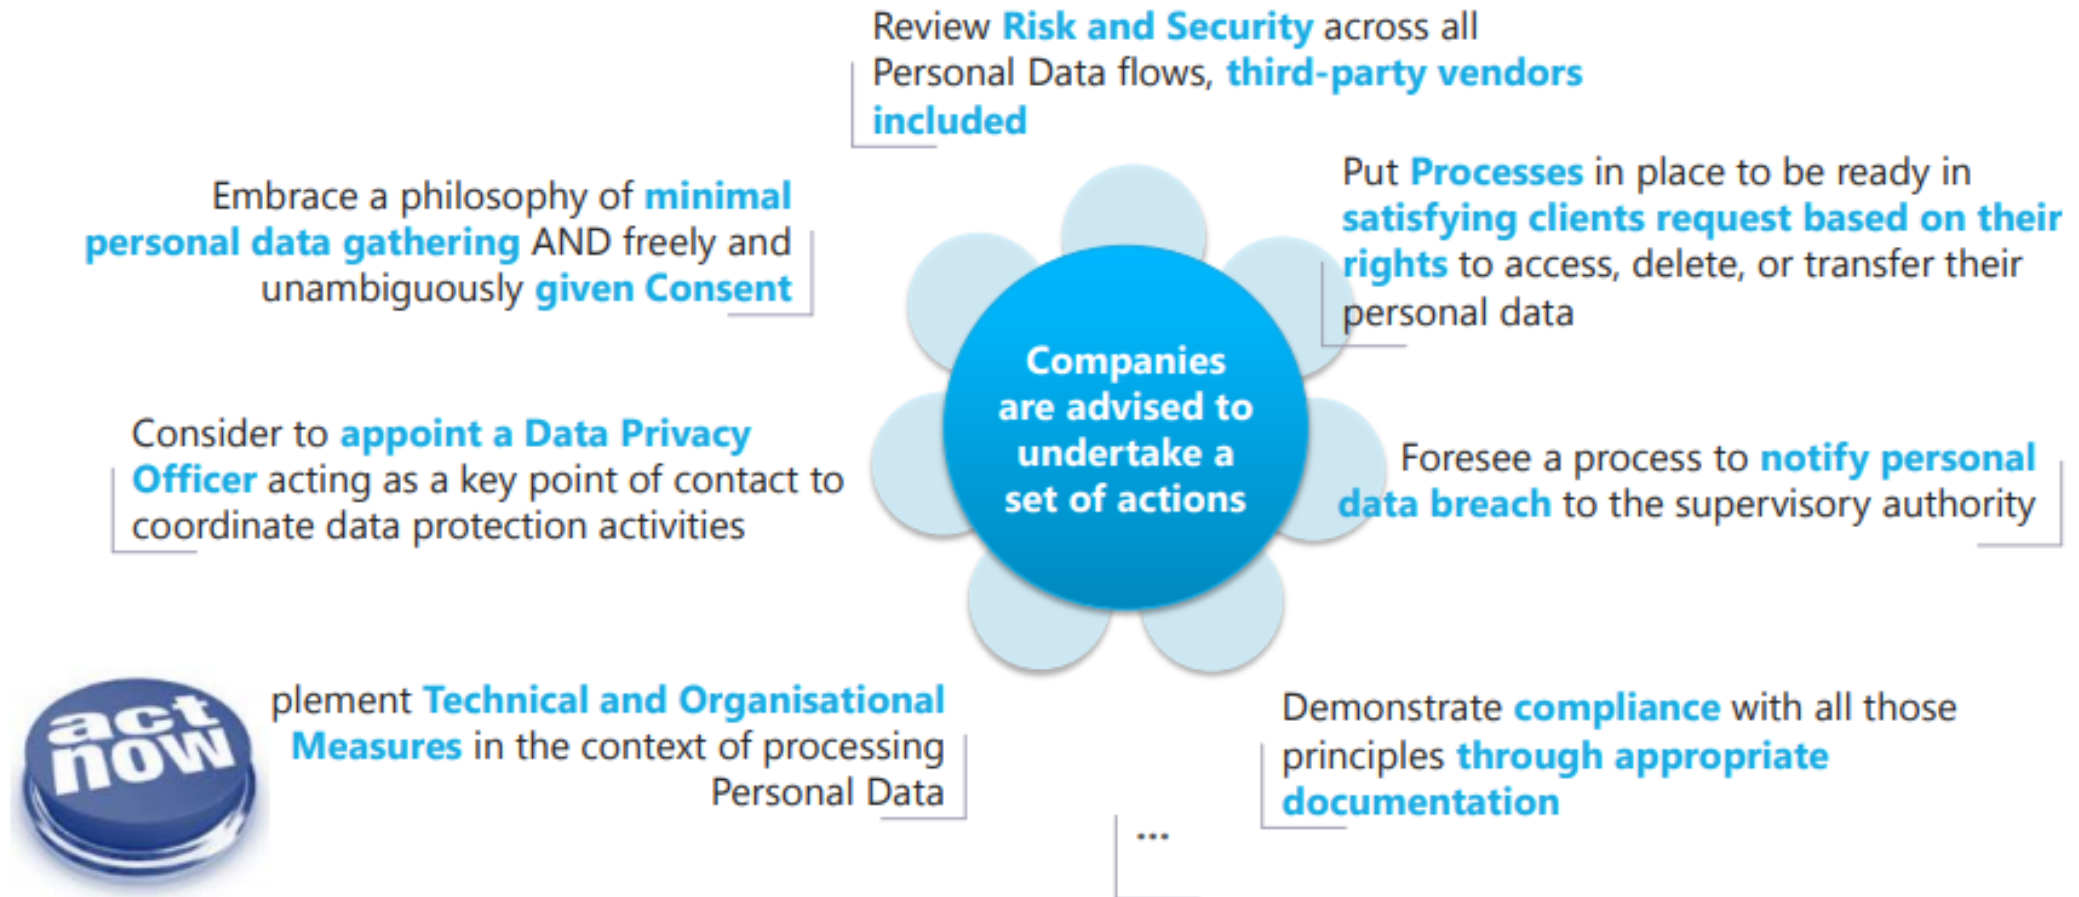 Review Risk and Security across all
Personal Data flows, third-party vendors
included
Embrace a philosophy of minimal
personal data gathering AND freely and
unambiguously given Consent
Put Processes in place to be ready in
satisfying clients request based on their
rights to access, delete, or transfer their
personal data
Companies
are advised to
undertake a
set of actions
Consider to appoint a Data Privacy
Officer acting as a key point of contact to
coordinate data protection activities
Foresee a process to notify personal
data breach to the supervisory authority
act
now
plement Technical and Organisational
Measures in the context of processing
Personal Data
Demonstrate compliance with all those
principles through appropriate
documentation
...